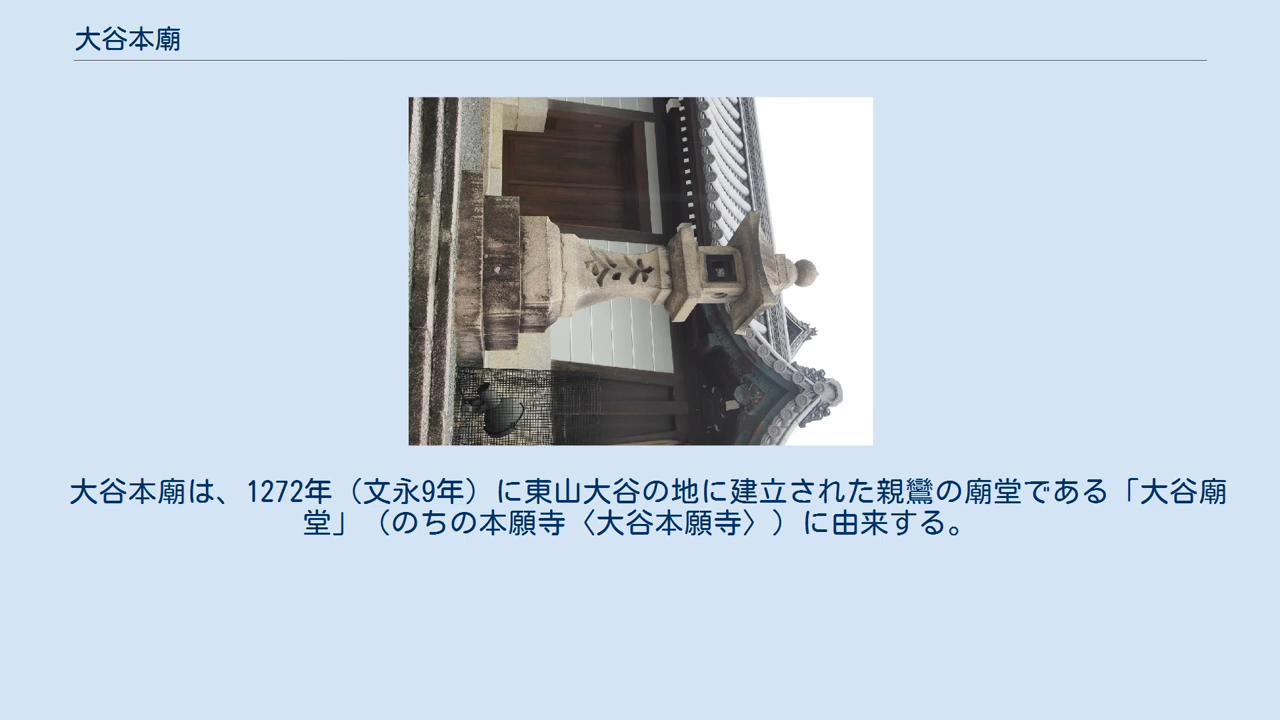 大谷本廟
大谷
大谷本廟は、1272年（文永9年）に東山大谷の地に建立された親鸞の廟堂である「大谷廟
堂」（のちの本願寺〈大谷本願寺〉）に由来する。